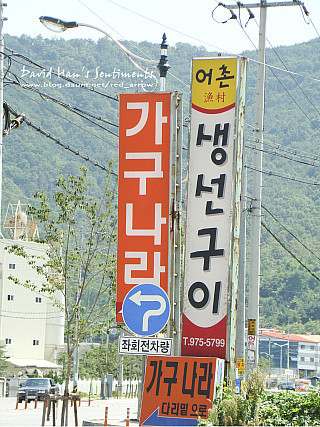 David Han's Sentiments
(www.blog.daum.net/red_arrow)
어촌
漁村
생선구이
T.975-5799
가구나라
좌회전차량
가구 나라
다리밑으로